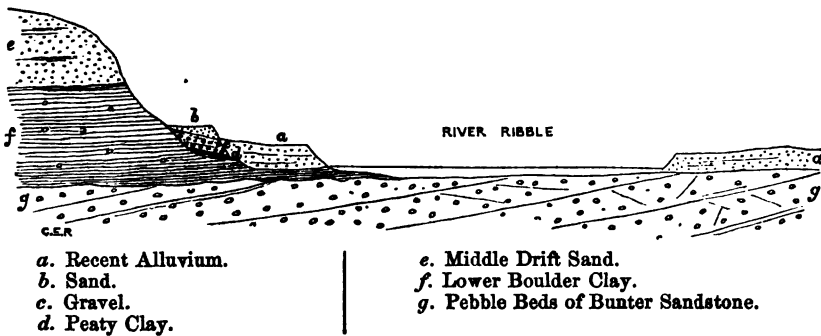 e
b
a
RIVER RIBBLE
f
d
a
g
g
C.E.R
a. Recent Alluvium.
b. Sand.
c. Gravel.
d. Peaty Clay.
e. Middle Drift Sand.
f. Lower Boulder Clay.
g. Pebble Beds of Bunter Sandstone.